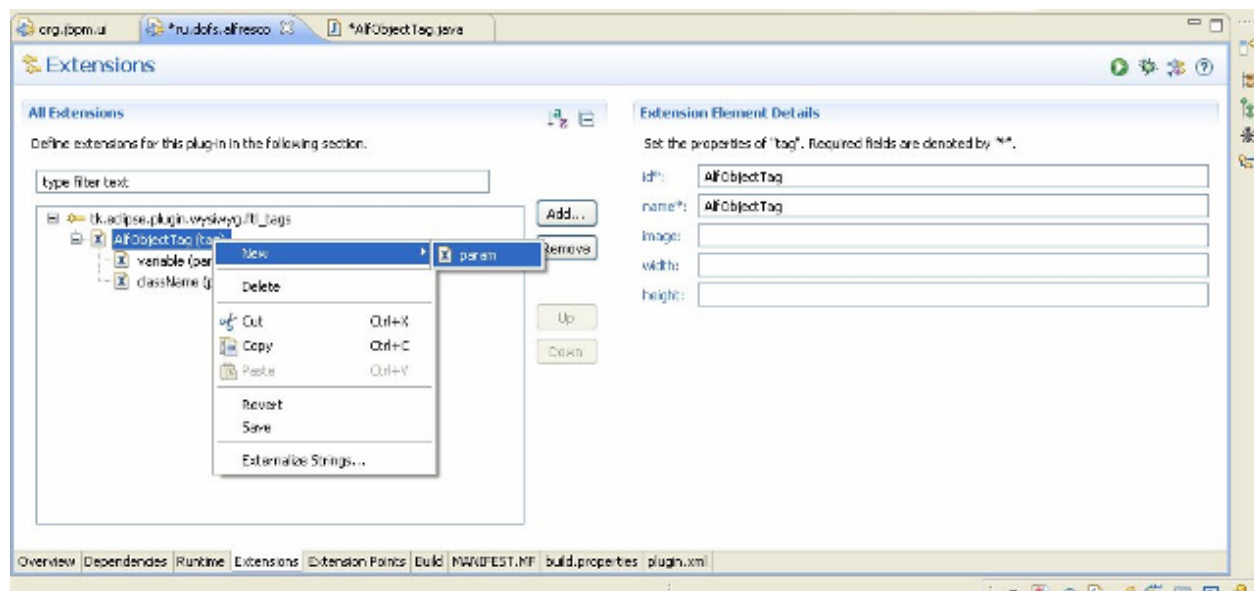 org.jbpm.ui *ru.dofs.alfresco *AlfObjectTag.java
Extensions
All Extensions
Define extensions for this plug-in in the following section.
type filter text
tk.eclipse.plugin.wysiwyg.ftl_tags
AlfObjectTag (tag)
variable (par
className (p
New
param
Delete
Cut Ctrl+X
Copy Ctrl+C
Paste Ctrl+V
Revert
Save
Externalize Strings...
Add...
Remove
Up
Down
Extension Element Details
Set the properties of "tag". Required fields are denoted by "*".
id*: AlfObjectTag
name*: AlfObjectTag
image:
width:
height:
Overview Dependencies Runtime Extensions Extension Points Build MANIFEST.MF build.properties plugin.xml